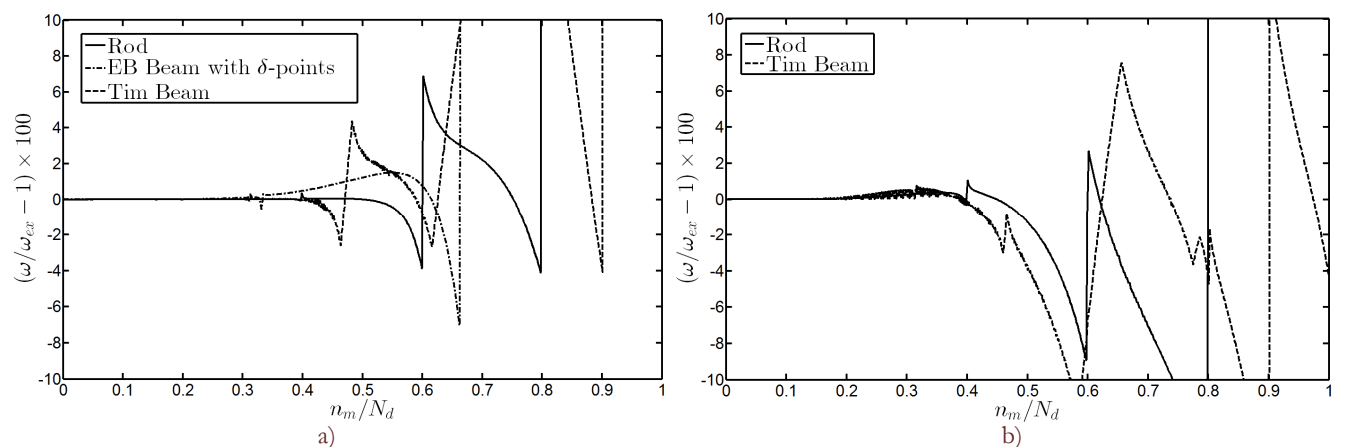 10
8
6
4
2
0
-2
-4
-6
-8
-10
(ω/ω_ex − 1) × 100
Rod
EB Beam with δ-points
Tim Beam
0 0.1 0.2 0.3 0.4 0.5 0.6 0.7 0.8 0.9 1
n_m/N_d
a)
10
8
6
4
2
0
-2
-4
-6
-8
-10
(ω/ω_ex − 1) × 100
Rod
Tim Beam
0 0.1 0.2 0.3 0.4 0.5 0.6 0.7 0.8 0.9 1
n_m/N_d
b)